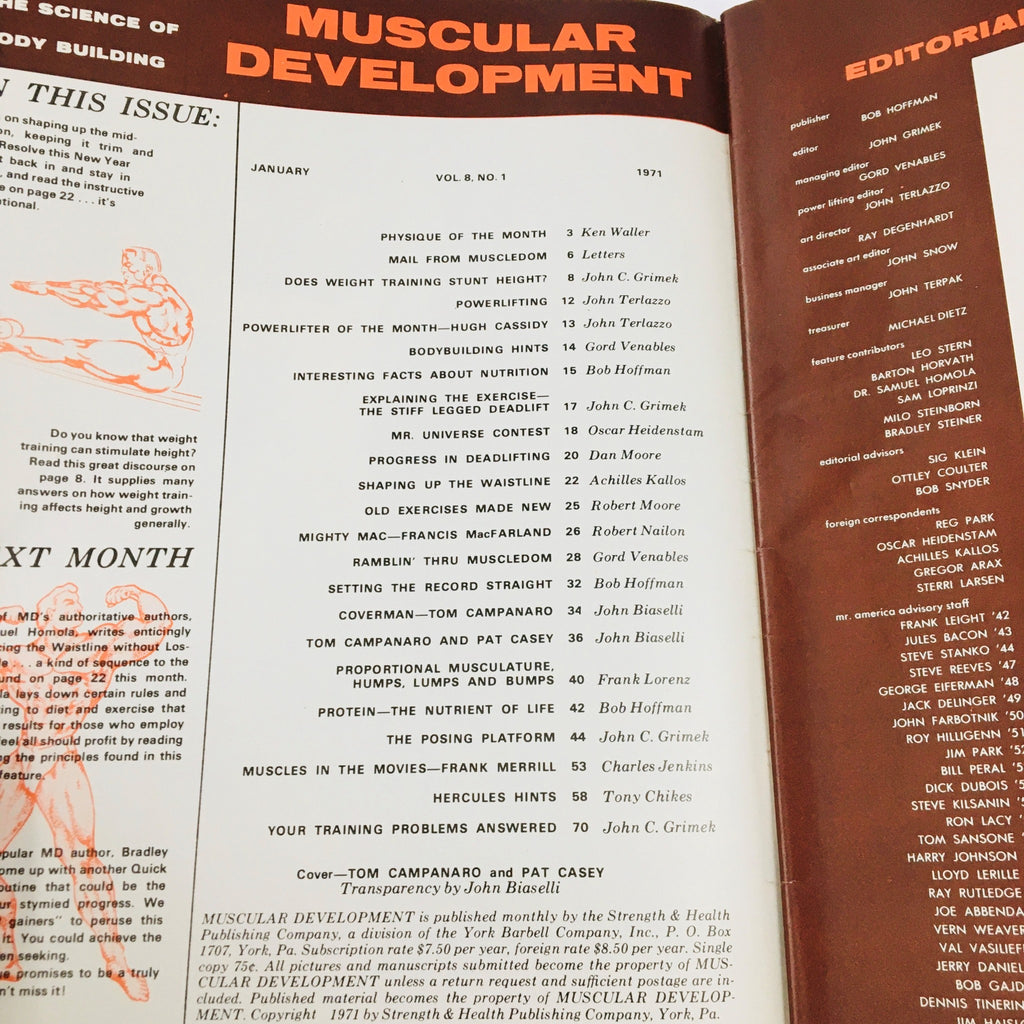 THE SCIENCE OF
BODY BUILDING
MUSCULAR
DEVELOPMENT
THIS ISSUE:
on shaping up the mid-
keeping it trim and
Resolve this New Year
back in and stay in
and read the instructive
on page 22 . . . it's
Do you know that weight
training can stimulate height?
Read this great discourse on
page 8. It supplies many
answers on how weight train-
ing affects height and growth
generally.
MONTH
MD's authoritative authors,
Homola, writes enticingly
the Waistline without Los-
. . . a kind of sequence to the
on page 22 this month.
lays down certain rules and
to diet and exercise that
results for those who employ
feel all should profit by reading
the principles found in this
feature.
MD author, Bradley
up with another Quick
that could be the
stymied progress. We
gainers" to peruse this
it. You could achieve the
seeking.
promises to be a truly
miss it!
JANUARY VOL. 8, NO. 1 1971
PHYSIQUE OF THE MONTH 3 Ken Waller
MAIL FROM MUSCLEDOM 6 Letters
DOES WEIGHT TRAINING STUNT HEIGHT? 8 John C. Grimek
POWERLIFTING 12 John Terlazzo
POWERLIFTER OF THE MONTH—HUGH CASSIDY 13 John Terlazzo
BODYBUILDING HINTS 14 Gord Venables
INTERESTING FACTS ABOUT NUTRITION 15 Bob Hoffman
EXPLAINING THE EXERCISE—
THE STIFF LEGGED DEADLIFT 17 John C. Grimek
MR. UNIVERSE CONTEST 18 Oscar Heidenstam
PROGRESS IN DEADLIFTING 20 Dan Moore
SHAPING UP THE WAISTLINE 22 Achilles Kallos
OLD EXERCISES MADE NEW 25 Robert Moore
MIGHTY MAC—FRANCIS MacFARLAND 26 Robert Nailon
RAMBLIN' THRU MUSCLEDOM 28 Gord Venables
SETTING THE RECORD STRAIGHT 32 Bob Hoffman
COVERMAN—TOM CAMPANARO 34 John Biaselli
TOM CAMPANARO AND PAT CASEY 36 John Biaselli
PROPORTIONAL MUSCULATURE,
HUMPS, LUMPS AND BUMPS 40 Frank Lorenz
PROTEIN—THE NUTRIENT OF LIFE 42 Bob Hoffman
THE POSING PLATFORM 44 John C. Grimek
MUSCLES IN THE MOVIES—FRANK MERRILL 53 Charles Jenkins
HERCULES HINTS 58 Tony Chikes
YOUR TRAINING PROBLEMS ANSWERED 70 John C. Grimek
Cover—TOM CAMPANARO and PAT CASEY
Transparency by John Biaselli
MUSCULAR DEVELOPMENT is published monthly by the Strength & Health
Publishing Company, a division of the York Barbell Company, Inc., P. O. Box
1707, York, Pa. Subscription rate $7.50 per year, foreign rate $8.50 per year. Single
copy 75¢. All pictures and manuscripts submitted become the property of MUS-
CULAR DEVELOPMENT unless a return request and sufficient postage are in-
cluded. Published material becomes the property of MUSCULAR DEVELOP-
MENT. Copyright 1971 by Strength & Health Publishing Company, York, Pa.
EDITORIAL
publisher BOB HOFFMAN
editor JOHN GRIMEK
managing editor
GORD VENABLES
power lifting editor
JOHN TERLAZZO
art director
RAY DEGENHARDT
associate art editor
JOHN SNOW
business manager
JOHN TERPAK
treasurer
MICHAEL DIETZ
feature contributors
LEO STERN
BARTON HORVATH
DR. SAMUEL HOMOLA
SAM LOPRINZI
MILO STEINBORN
BRADLEY STEINER
editorial advisors
SIG KLEIN
OTTLEY COULTER
BOB SNYDER
foreign correspondents
REG PARK
OSCAR HEIDENSTAM
ACHILLES KALLOS
GREGOR ARAX
STERRI LARSEN
mr. america advisory staff
FRANK LEIGHT '42
JULES BACON '43
STEVE STANKO '44
STEVE REEVES '47
GEORGE EIFERMAN '48
JACK DELINGER '49
JOHN FARBOTNIK '50
ROY HILLIGENN '51
JIM PARK '52
BILL PERAL '5
DICK DUBOIS '5
STEVE KILSANIN '5
RON LACY '
TOM SANSONE '
HARRY JOHNSON
LLOYD LERILLE
RAY RUTLEDGE
JOE ABBENDA
VERN WEAVER
VAL VASILIEFF
JERRY DANIEL
BOB GAJD
DENNIS TINERIN